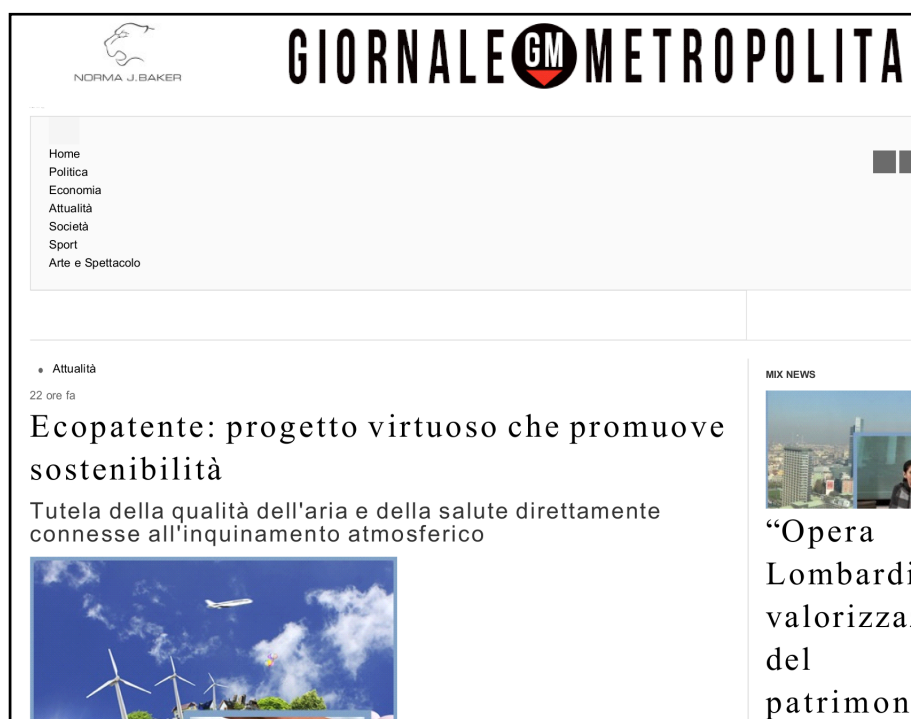 NORMA J.BAKER
GIORNALE GM METROPOLITA
Home
Politica
Economia
Attualità
Società
Sport
Arte e Spettacolo
Attualità
22 ore fa
Ecopatente: progetto virtuoso che promuove
sostenibilità
Tutela della qualità dell'aria e della salute direttamente
connesse all'inquinamento atmosferico
MIX NEWS
“Opera
Lombardi
valorizza
del
patrimon